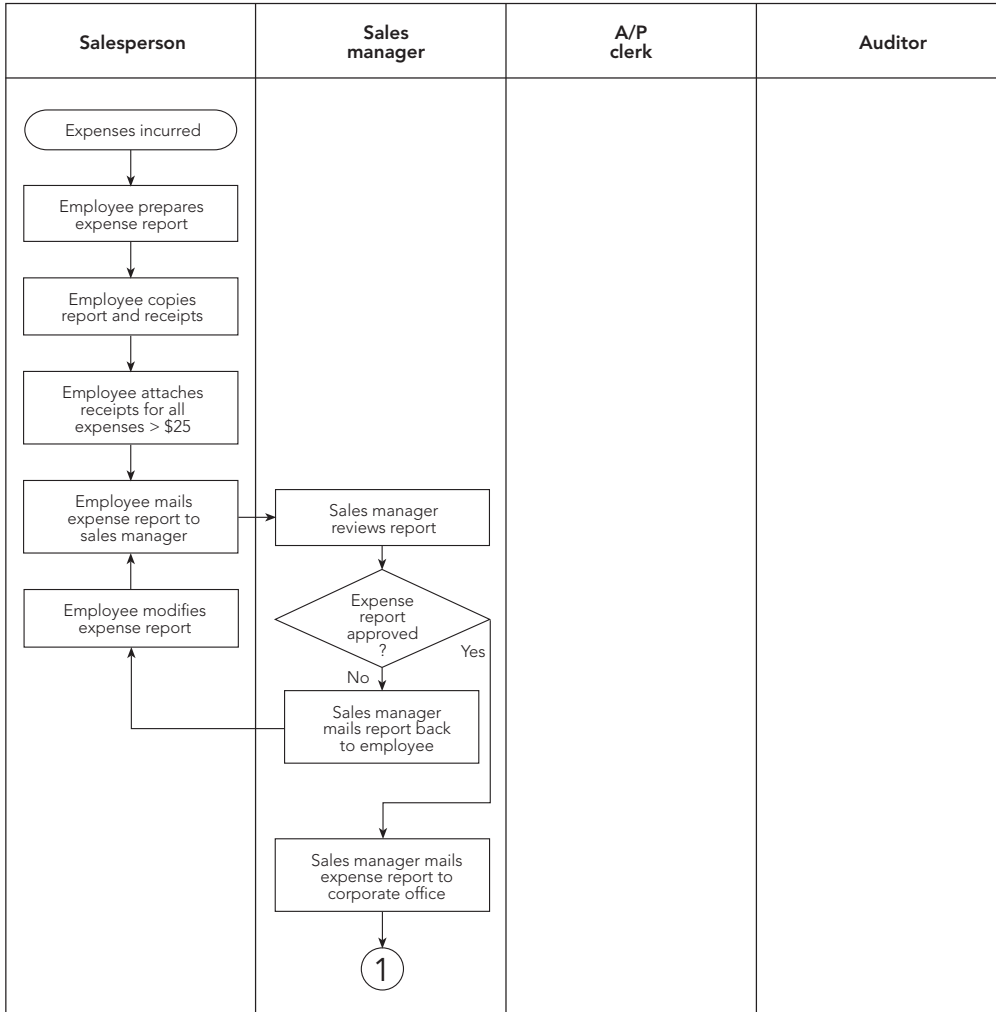 Salesperson
Sales
manager
A/P
clerk
Auditor
Expenses incurred
Employee prepares
expense report
Employee copies
report and receipts
Employee attaches
receipts for all
expenses > $25
Employee mails
expense report to
sales manager
Sales manager
reviews report
Employee modifies
expense report
Expense
report
approved
?
Yes
No
Sales manager
mails report back
to employee
Sales manager mails
expense report to
corporate office
1